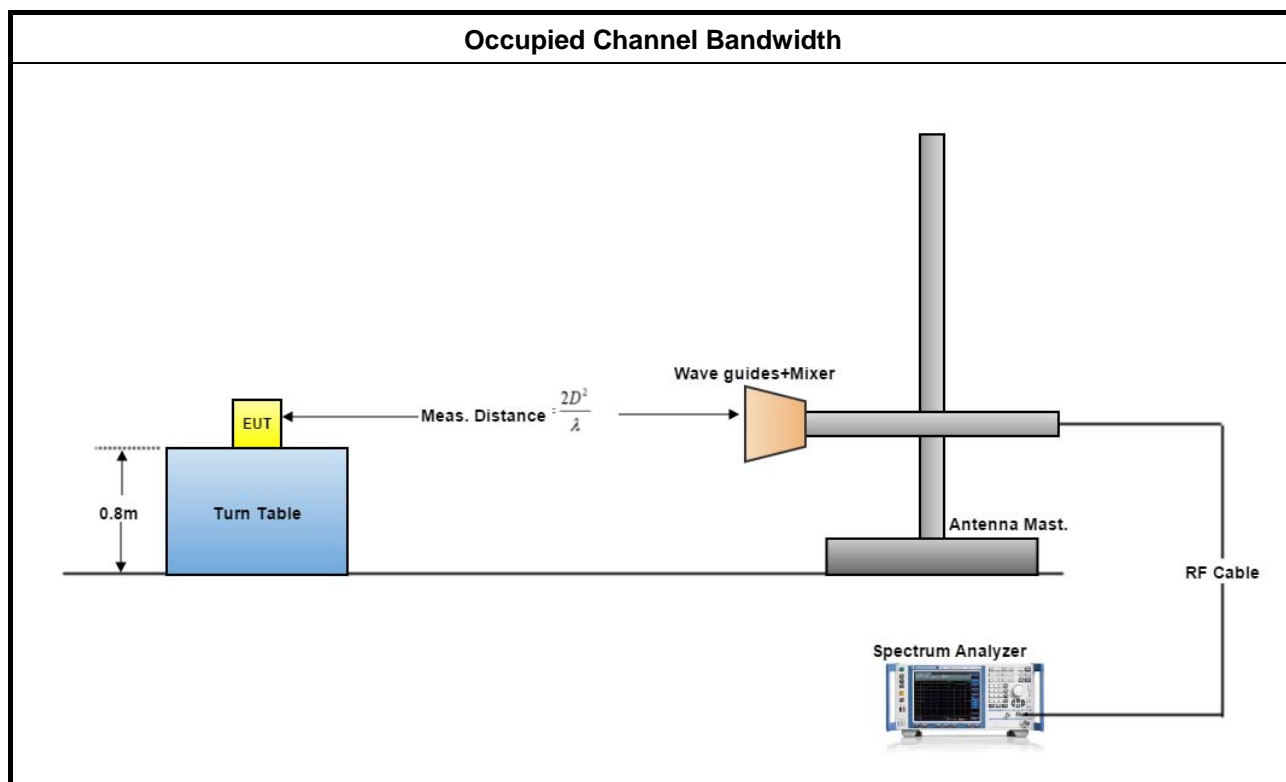 Occupied Channel Bandwidth
Wave guides+Mixer
Meas. Distance = 2D²/λ
EUT
0.8m
Turn Table
Antenna Mast.
RF Cable
Spectrum Analyzer